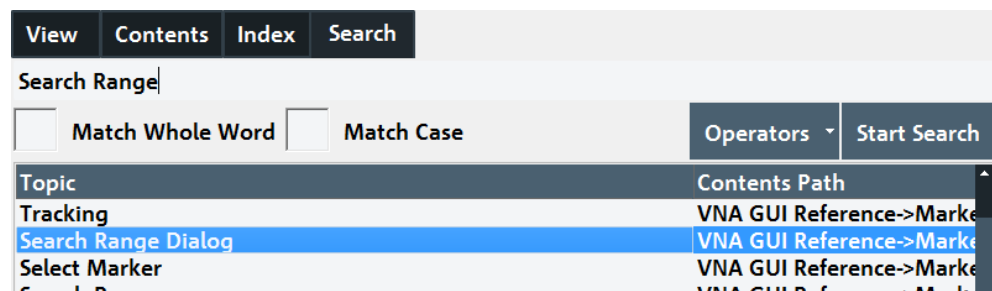 View Contents Index Search
Search Range
Match Whole Word Match Case Operators Start Search
Topic Contents Path
Tracking VNA GUI Reference->Marke
Search Range Dialog VNA GUI Reference->Marke
Select Marker VNA GUI Reference->Marke